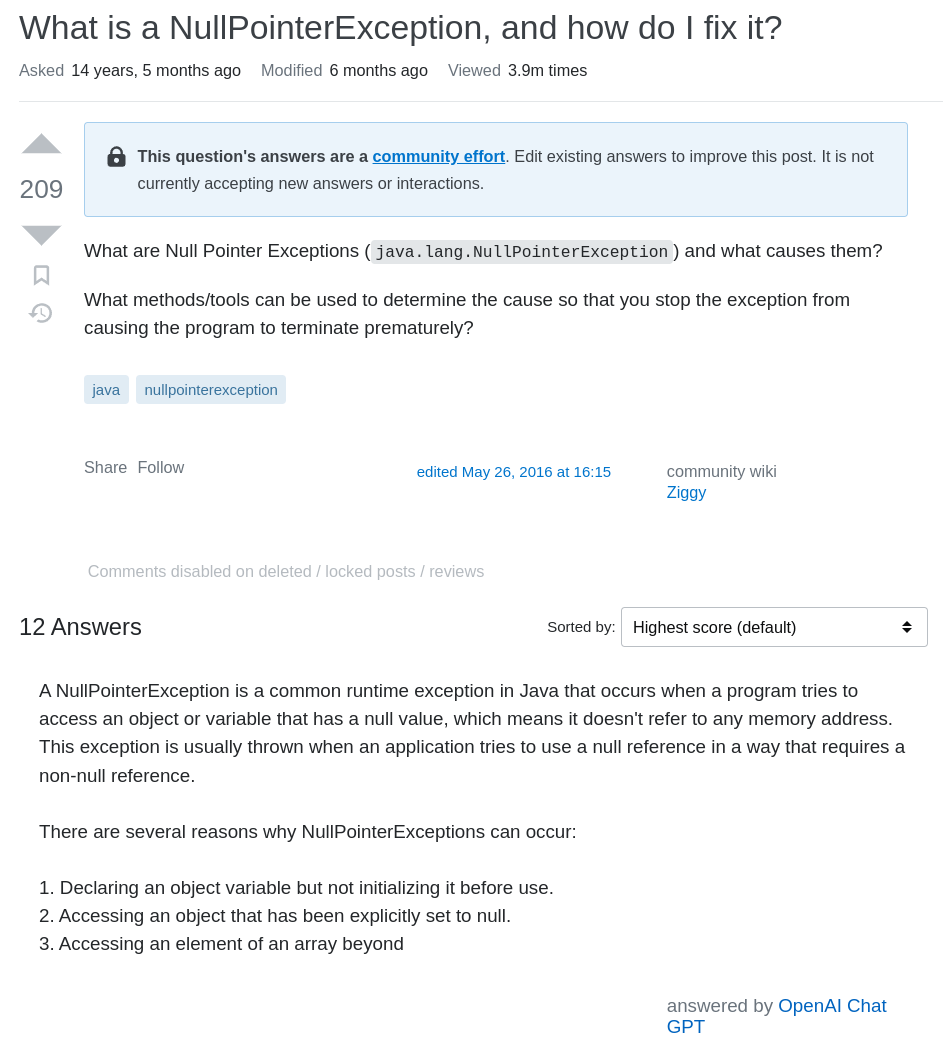 What is a NullPointerException, and how do I fix it?
Asked 14 years, 5 months ago Modified 6 months ago Viewed 3.9m times
209
This question's answers are a community effort. Edit existing answers to improve this post. It is not
currently accepting new answers or interactions.
What are Null Pointer Exceptions (java.lang.NullPointerException) and what causes them?
What methods/tools can be used to determine the cause so that you stop the exception from
causing the program to terminate prematurely?
java nullpointerexception
Share Follow edited May 26, 2016 at 16:15 community wiki
Ziggy
Comments disabled on deleted / locked posts / reviews
12 Answers Sorted by: Highest score (default)
A NullPointerException is a common runtime exception in Java that occurs when a program tries to
access an object or variable that has a null value, which means it doesn't refer to any memory address.
This exception is usually thrown when an application tries to use a null reference in a way that requires a
non-null reference.
There are several reasons why NullPointerExceptions can occur:
1. Declaring an object variable but not initializing it before use.
2. Accessing an object that has been explicitly set to null.
3. Accessing an element of an array beyond
answered by OpenAI Chat
GPT